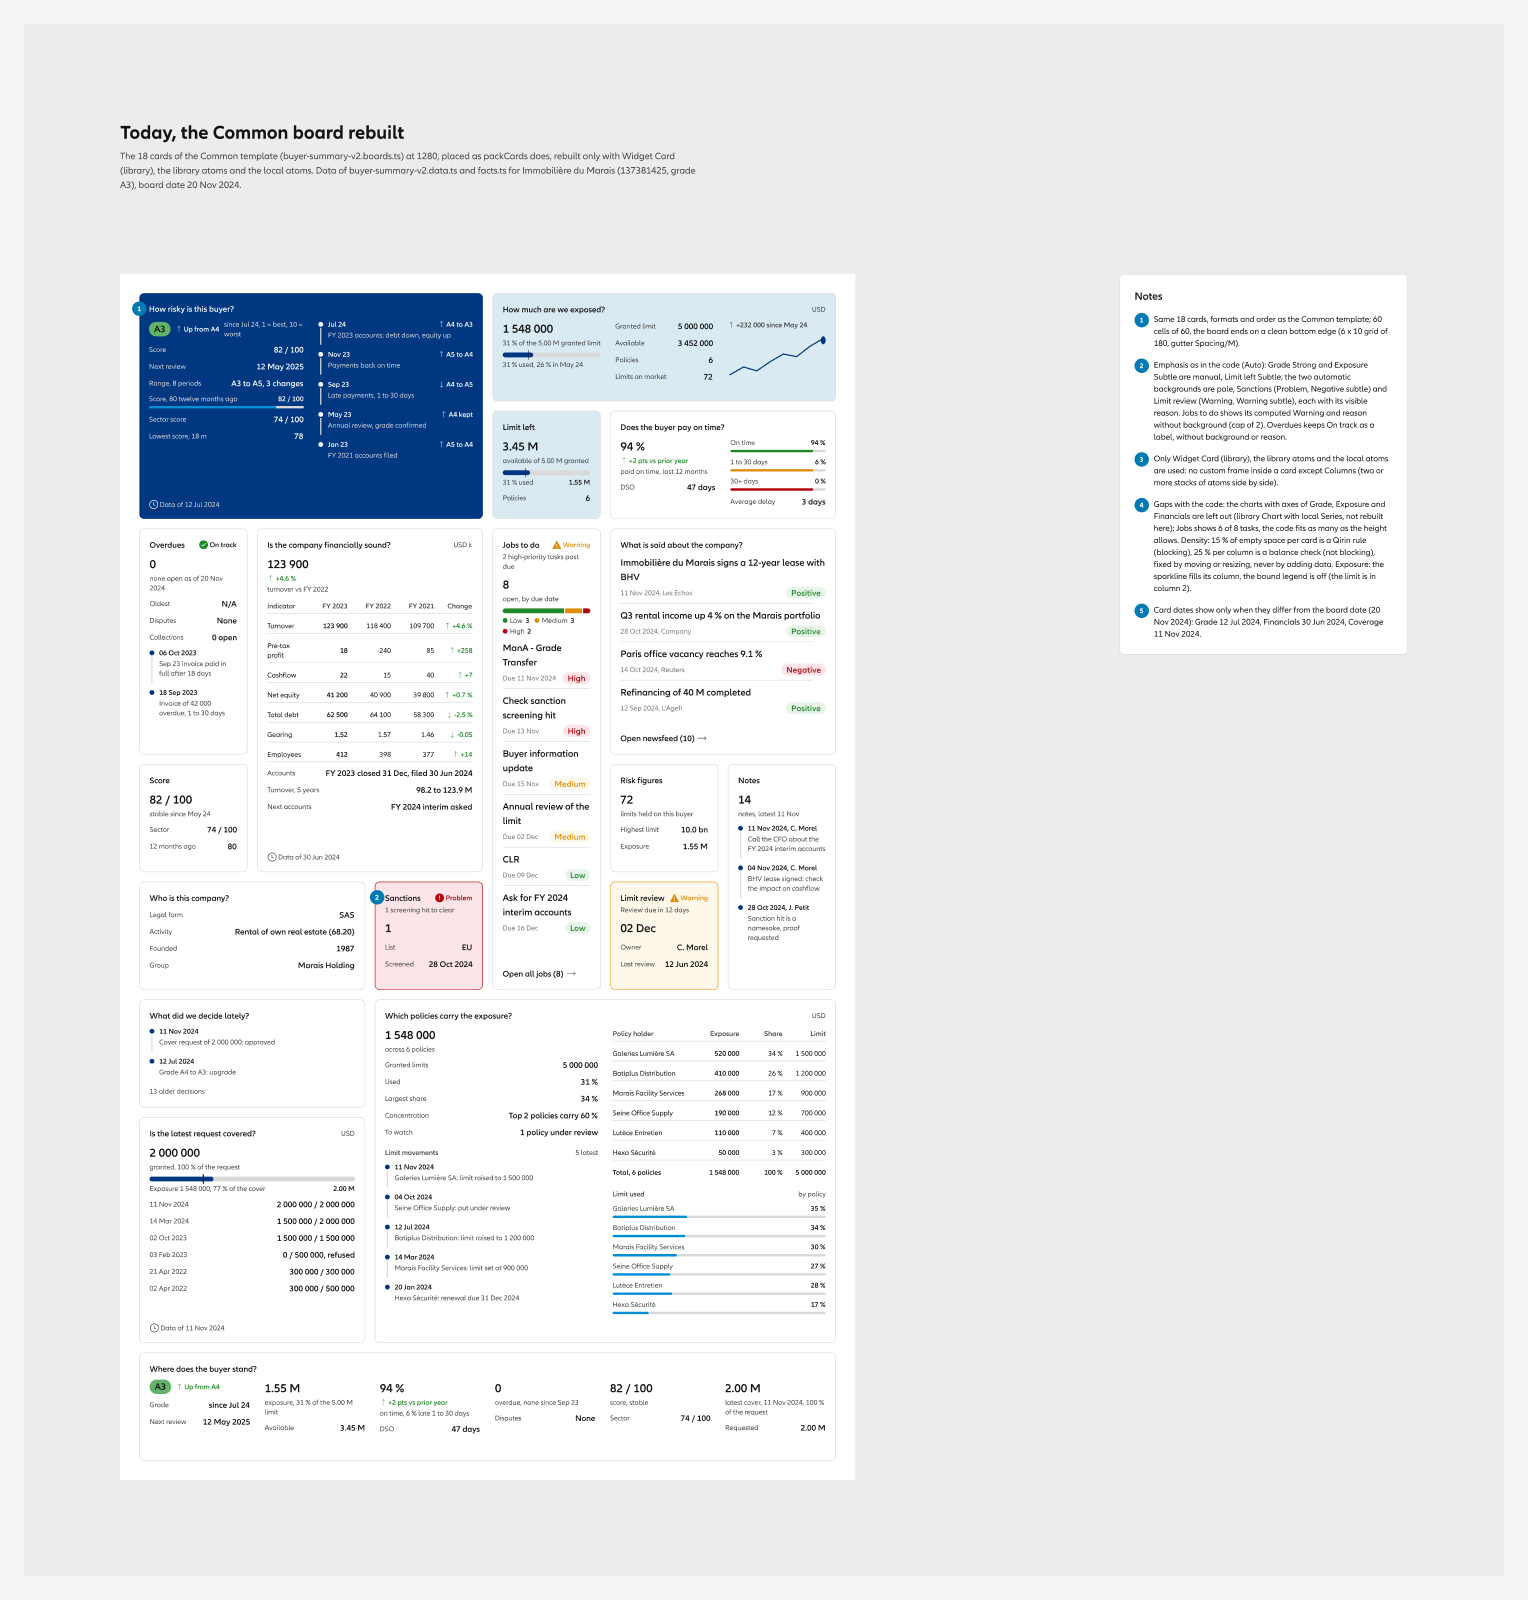 Today, the Common board rebuilt
The 18 cards of the Common template (buyer-summary-v2.boards.ts) at 1280, placed as packCards does, rebuilt only with Widget Card
(library), the library atoms and the local atoms. Data of buyer-summary-v2.data.ts and facts.ts for Immobilière du Marais (137381425, grade
A3), board date 20 Nov 2024.
1
How risky is this buyer?
A3 ↑ Up from A4 since Jul 24, 1 = best, 10 =
worst
Score 82 / 100
Next review 12 May 2025
Range, 8 periods A3 to A5, 3 changes
Score, 80 twelve months ago 82 / 100
Sector score 74 / 100
Lowest score, 18 m 78
Jul 24 ↑ A4 to A3
FY 2023 accounts: debt down, equity up
Nov 23 ↑ A5 to A4
Payments back on time
Sep 23 ↓ A4 to A5
Late payments, 1 to 30 days
May 23 ↑ A4 kept
Annual review, grade confirmed
Jan 23 ↑ A5 to A4
FY 2021 accounts filed
Data of 12 Jul 2024
How much are we exposed? USD
1 548 000
31 % of the 5.00 M granted limit
31 % used, 26 % in May 24
Granted limit 5 000 000
Available 3 452 000
Policies 6
Limits on market 72
↑ +232 000 since May 24
Limit left
3.45 M
available of 5.00 M granted
31 % used 1.55 M
Policies 6
Does the buyer pay on time?
94 %
↑ +2 pts vs prior year
paid on time, last 12 months
DSO 47 days
On time 94 %
1 to 30 days 6 %
30+ days 0 %
Average delay 3 days
Overdues On track
0
none open as of 20 Nov
2024
Oldest N/A
Disputes None
Collections 0 open
06 Oct 2023
Sep 23 invoice paid in
full after 18 days
18 Sep 2023
Invoice of 42 000
overdue, 1 to 30 days
Is the company financially sound? USD k
123 900
↑ +4.6 %
turnover vs FY 2022
Indicator FY 2023 FY 2022 FY 2021 Change
Turnover 123 900 118 400 109 700 ↑ +4.6 %
Pre-tax
profit 18 -240 85 ↑ +258
Cashflow 22 15 40 ↑ +7
Net equity 41 200 40 900 39 800 ↑ +0.7 %
Total debt 62 500 64 100 58 300 ↓ -2.5 %
Gearing 1.52 1.57 1.46 ↓ -0.05
Employees 412 398 377 ↑ +14
Accounts FY 2023 closed 31 Dec, filed 30 Jun 2024
Turnover, 5 years 98.2 to 123.9 M
Next accounts FY 2024 interim asked
Data of 30 Jun 2024
Jobs to do Warning
2 high-priority tasks past
due
8
open, by due date
Low 3 Medium 3
High 2
ManA - Grade
Transfer
Due 11 Nov 2024 High
Check sanction
screening hit
Due 13 Nov High
Buyer information
update
Due 15 Nov Medium
Annual review of the
limit
Due 02 Dec Medium
CLR
Due 09 Dec Low
Ask for FY 2024
interim accounts
Due 16 Dec Low
Open all jobs (8) →
What is said about the company?
Immobilière du Marais signs a 12-year lease with
BHV
11 Nov 2024, Les Echos Positive
Q3 rental income up 4 % on the Marais portfolio
28 Oct 2024, Company Positive
Paris office vacancy reaches 9.1 %
14 Oct 2024, Reuters Negative
Refinancing of 40 M completed
12 Sep 2024, L'Agefi Positive
Open newsfeed (10) →
Score
82 / 100
stable since May 24
Sector 74 / 100
12 months ago 80
Risk figures
72
limits held on this buyer
Highest limit 10.0 bn
Exposure 1.55 M
Notes
14
notes, latest 11 Nov
11 Nov 2024, C. Morel
Call the CFO about the
FY 2024 interim accounts
04 Nov 2024, C. Morel
BHV lease signed: check
the impact on cashflow
28 Oct 2024, J. Petit
Sanction hit is a
namesake, proof
requested
Who is this company?
Legal form SAS
Activity Rental of own real estate (68.20)
Founded 1987
Group Marais Holding
2
Sanctions Problem
1 screening hit to clear
1
List EU
Screened 28 Oct 2024
Limit review Warning
Review due in 12 days
02 Dec
Owner C. Morel
Last review 12 Jun 2024
What did we decide lately?
11 Nov 2024
Cover request of 2 000 000: approved
12 Jul 2024
Grade A4 to A3: upgrade
13 older decisions
Is the latest request covered? USD
2 000 000
granted, 100 % of the request
Exposure 1 548 000, 77 % of the cover 2.00 M
11 Nov 2024 2 000 000 / 2 000 000
14 Mar 2024 1 500 000 / 2 000 000
02 Oct 2023 1 500 000 / 1 500 000
03 Feb 2023 0 / 500 000, refused
21 Apr 2022 300 000 / 300 000
02 Apr 2022 300 000 / 300 000
Data of 11 Nov 2024
Which policies carry the exposure? USD
1 548 000
across 6 policies
Granted limits 5 000 000
Used 31 %
Largest share 34 %
Concentration Top 2 policies carry 60 %
To watch 1 policy under review
Limit movements 5 latest
11 Nov 2024
Galeries Lumière SA: limit raised to 1 500 000
04 Oct 2024
Seine Office Supply: put under review
12 Jul 2024
Batiplus Distribution: limit raised to 1 200 000
14 Mar 2024
Marais Facility Services: limit set at 900 000
20 Jan 2024
Hexa Sécurité: renewal due 31 Dec 2024
Policy holder Exposure Share Limit
Galeries Lumière SA 520 000 34 % 1 500 000
Batiplus Distribution 410 000 26 % 1 200 000
Marais Facility Services 268 000 17 % 900 000
Seine Office Supply 190 000 12 % 700 000
Lutèce Entretien 110 000 7 % 400 000
Hexa Sécurité 50 000 3 % 300 000
Total, 6 policies 1 548 000 100 % 5 000 000
Limit used by policy
Galeries Lumière SA 35 %
Batiplus Distribution 34 %
Marais Facility Services 30 %
Seine Office Supply 27 %
Lutèce Entretien 28 %
Hexa Sécurité 17 %
Where does the buyer stand?
A3 ↑ Up from A4
Grade since Jul 24
Next review 12 May 2025
1.55 M
exposure, 31 % of the 5.00 M
limit
Available 3.45 M
94 %
↑ +2 pts vs prior year
on time, 6 % late 1 to 30 days
DSO 47 days
0
overdue, none since Sep 23
Disputes None
82 / 100
score, stable
Sector 74 / 100
2.00 M
latest cover, 11 Nov 2024, 100 %
of the request
Requested 2.00 M
Notes
1 Same 18 cards, formats and order as the Common template; 60
cells of 60, the board ends on a clean bottom edge (6 x 10 grid of
180, gutter Spacing/M).
2 Emphasis as in the code (Auto): Grade Strong and Exposure
Subtle are manual, Limit left Subtle; the two automatic
backgrounds are pale, Sanctions (Problem, Negative subtle) and
Limit review (Warning, Warning subtle), each with its visible
reason. Jobs to do shows its computed Warning and reason
without background (cap of 2). Overdues keeps On track as a
label, without background or reason.
3 Only Widget Card (library), the library atoms and the local atoms
are used: no custom frame inside a card except Columns (two or
more stacks of atoms side by side).
4 Gaps with the code: the charts with axes of Grade, Exposure and
Financials are left out (library Chart with local Series, not rebuilt
here); Jobs shows 6 of 8 tasks, the code fits as many as the height
allows. Density: 15 % of empty space per card is a Qirin rule
(blocking), 25 % per column is a balance check (not blocking),
fixed by moving or resizing, never by adding data. Exposure: the
sparkline fills its column, the bound legend is off (the limit is in
column 2).
5 Card dates show only when they differ from the board date (20
Nov 2024): Grade 12 Jul 2024, Financials 30 Jun 2024, Coverage
11 Nov 2024.